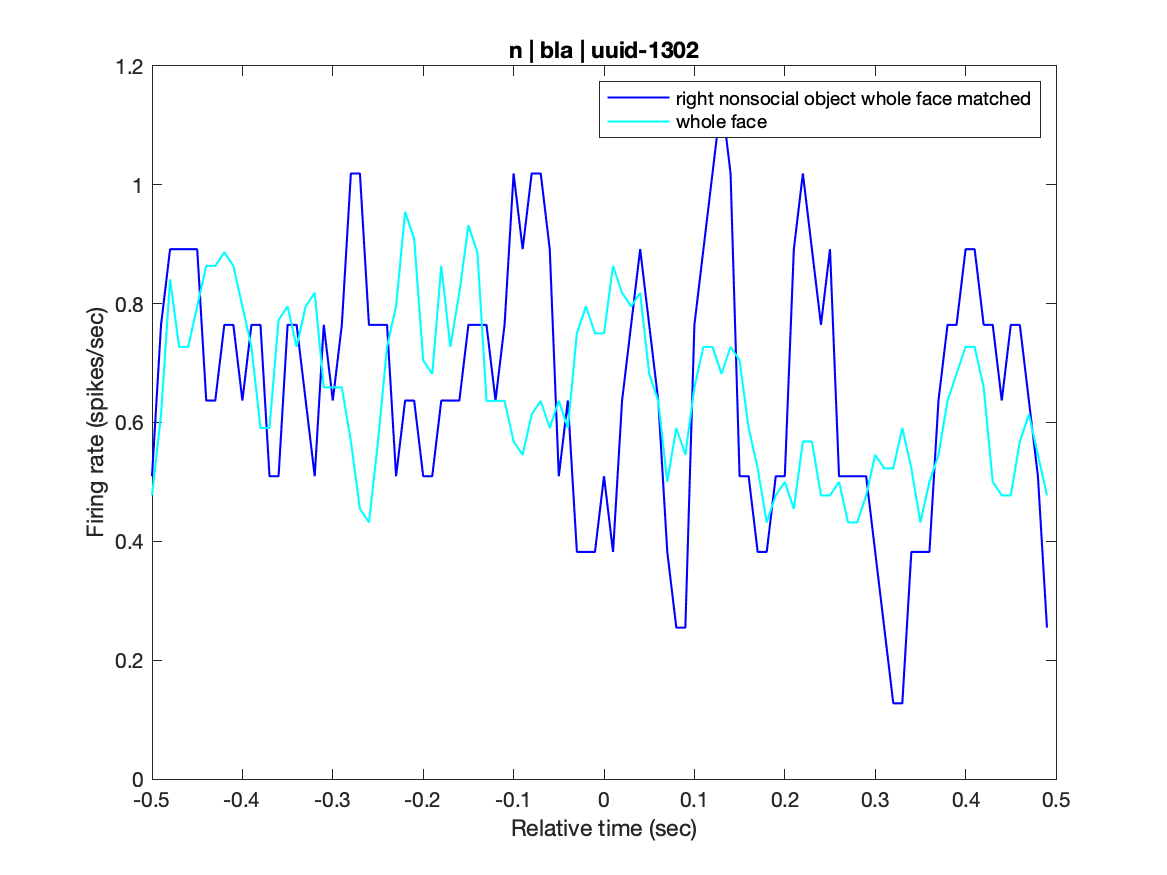 n | bla | uuid-1302
right nonsocial object whole face matched
whole face
Firing rate (spikes/sec)
1.2
1
0.8
0.6
0.4
0.2
0
-0.5 -0.4 -0.3 -0.2 -0.1 0 0.1 0.2 0.3 0.4 0.5
Relative time (sec)